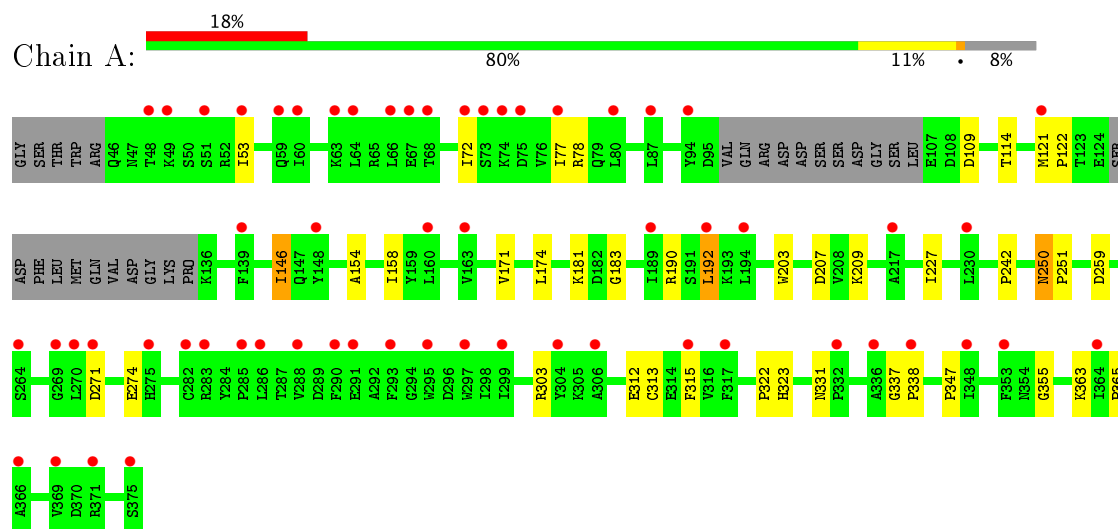 18%
Chain A:
80% 11% • 8%
GLY SER THR TRP ARG Q46 N47 T48 K49 S50 S51 R52 I53 Q59 I60 K63 L64 R65 L66 E67 T68 I72 S73 K74 D75 V76 I77 R78 Q79 L80 L87 Y94 D95 VAL GLN ARG ASP ASP SER SER ASP GLY SER LEU E107 D108 D109 T114 M121 P122 T123 E124 SER
ASP PHE LEU MET GLN VAL ASP GLY LYS PRO K136 F139 I146 Q147 Y148 A154 I158 Y159 L160 V163 V171 L174 K181 D182 G183 I189 R190 S191 L192 K193 L194 W203 D207 V208 K209 A217 I227 L230 P242 N250 P251 D259
S264 G269 L270 D271 E274 H275 C282 R283 Y284 P285 L286 T287 V288 D289 F290 E291 A292 F293 G294 W295 D296 W297 I298 I299 R303 Y304 K305 A306 E312 C313 E314 F315 V316 F317 P322 H323 N331 P332 A336 G337 P338 P347 I348 F353 N354 G355 K363 I364 P365
A366 V369 D370 R371 S375